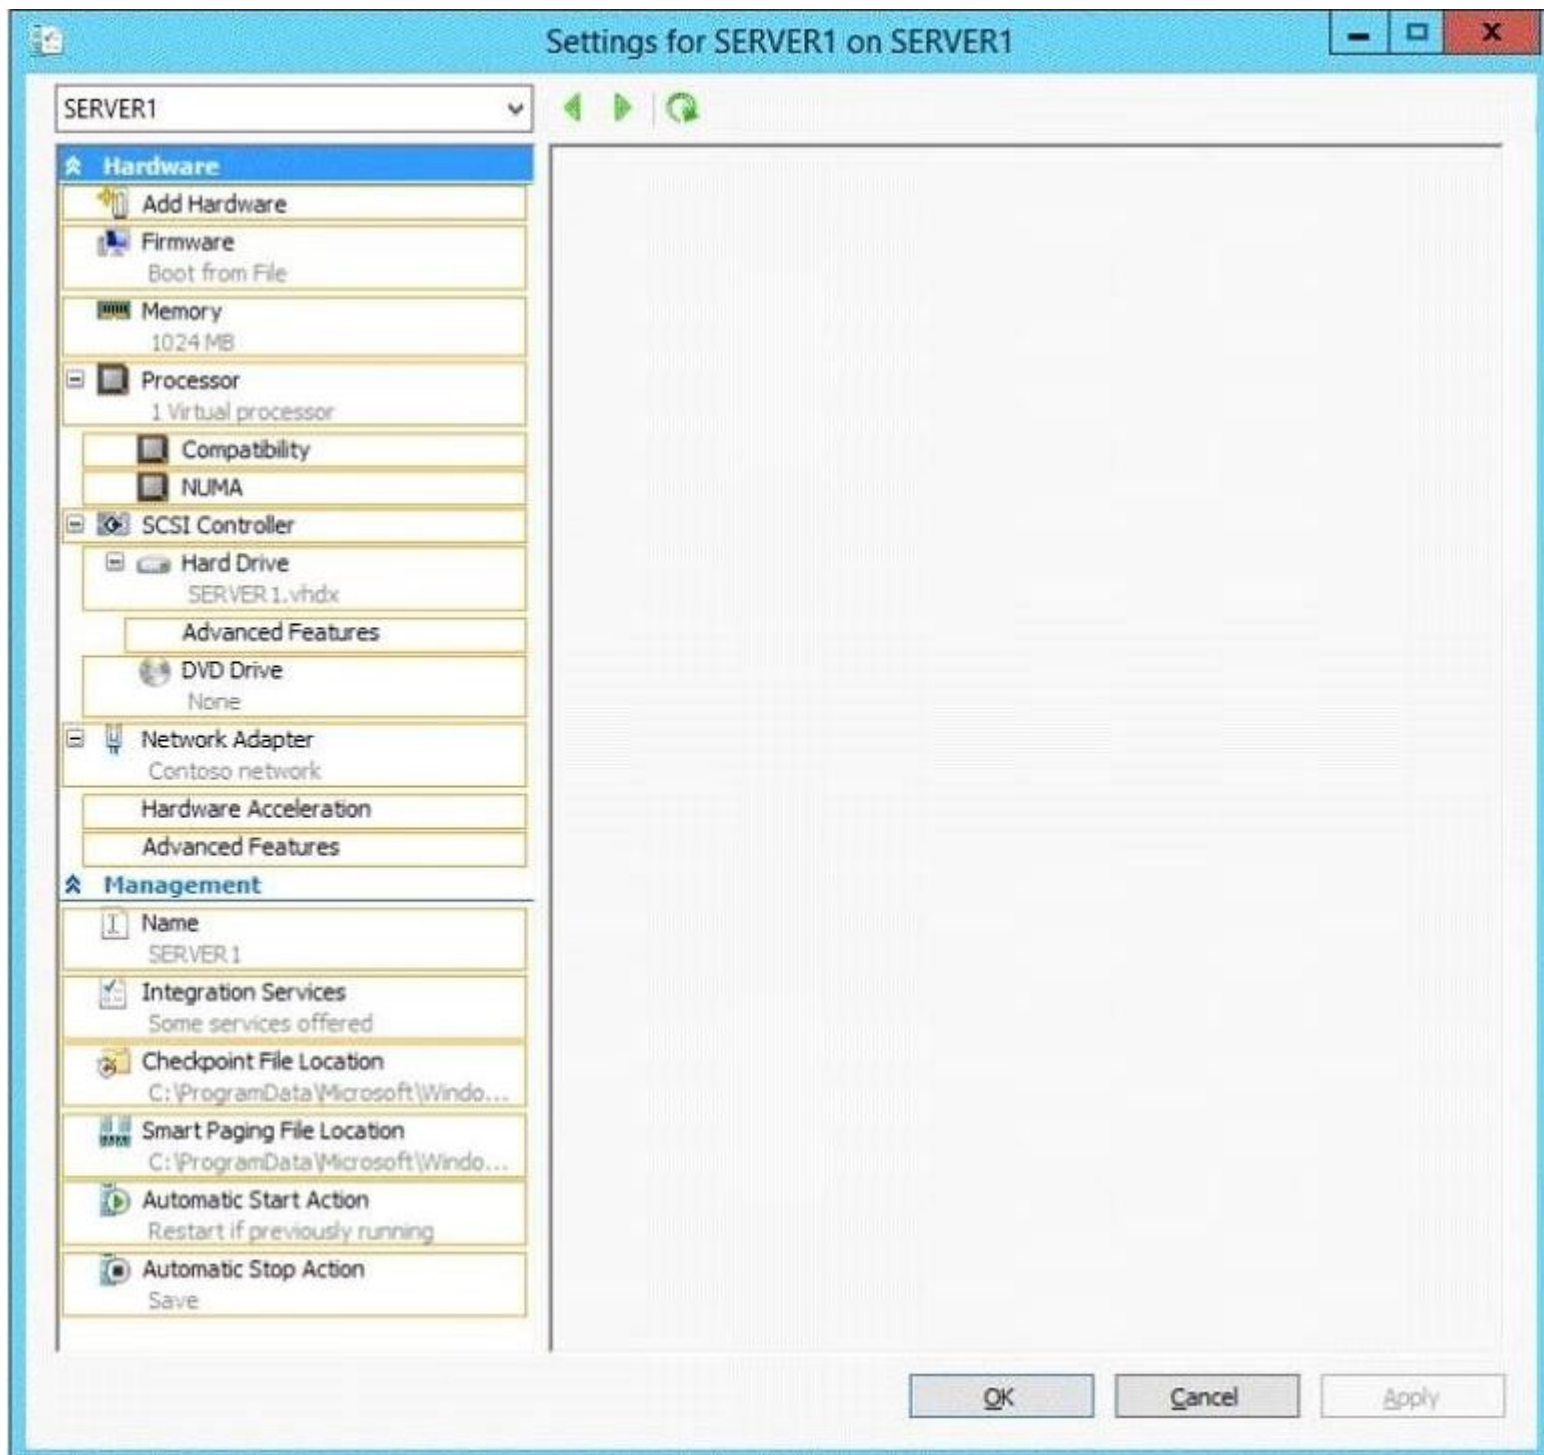 Settings for SERVER1 on SERVER1
SERVER1
Hardware
Add Hardware
Firmware
Boot from File
Memory
1024 MB
Processor
1 Virtual processor
Compatibility
NUMA
SCSI Controller
Hard Drive
SERVER1.vhdx
Advanced Features
DVD Drive
None
Network Adapter
Contoso network
Hardware Acceleration
Advanced Features
Management
Name
SERVER1
Integration Services
Some services offered
Checkpoint File Location
C:\ProgramData\Microsoft\Windo...
Smart Paging File Location
C:\ProgramData\Microsoft\Windo...
Automatic Start Action
Restart if previously running
Automatic Stop Action
Save
OK
Cancel
Apply